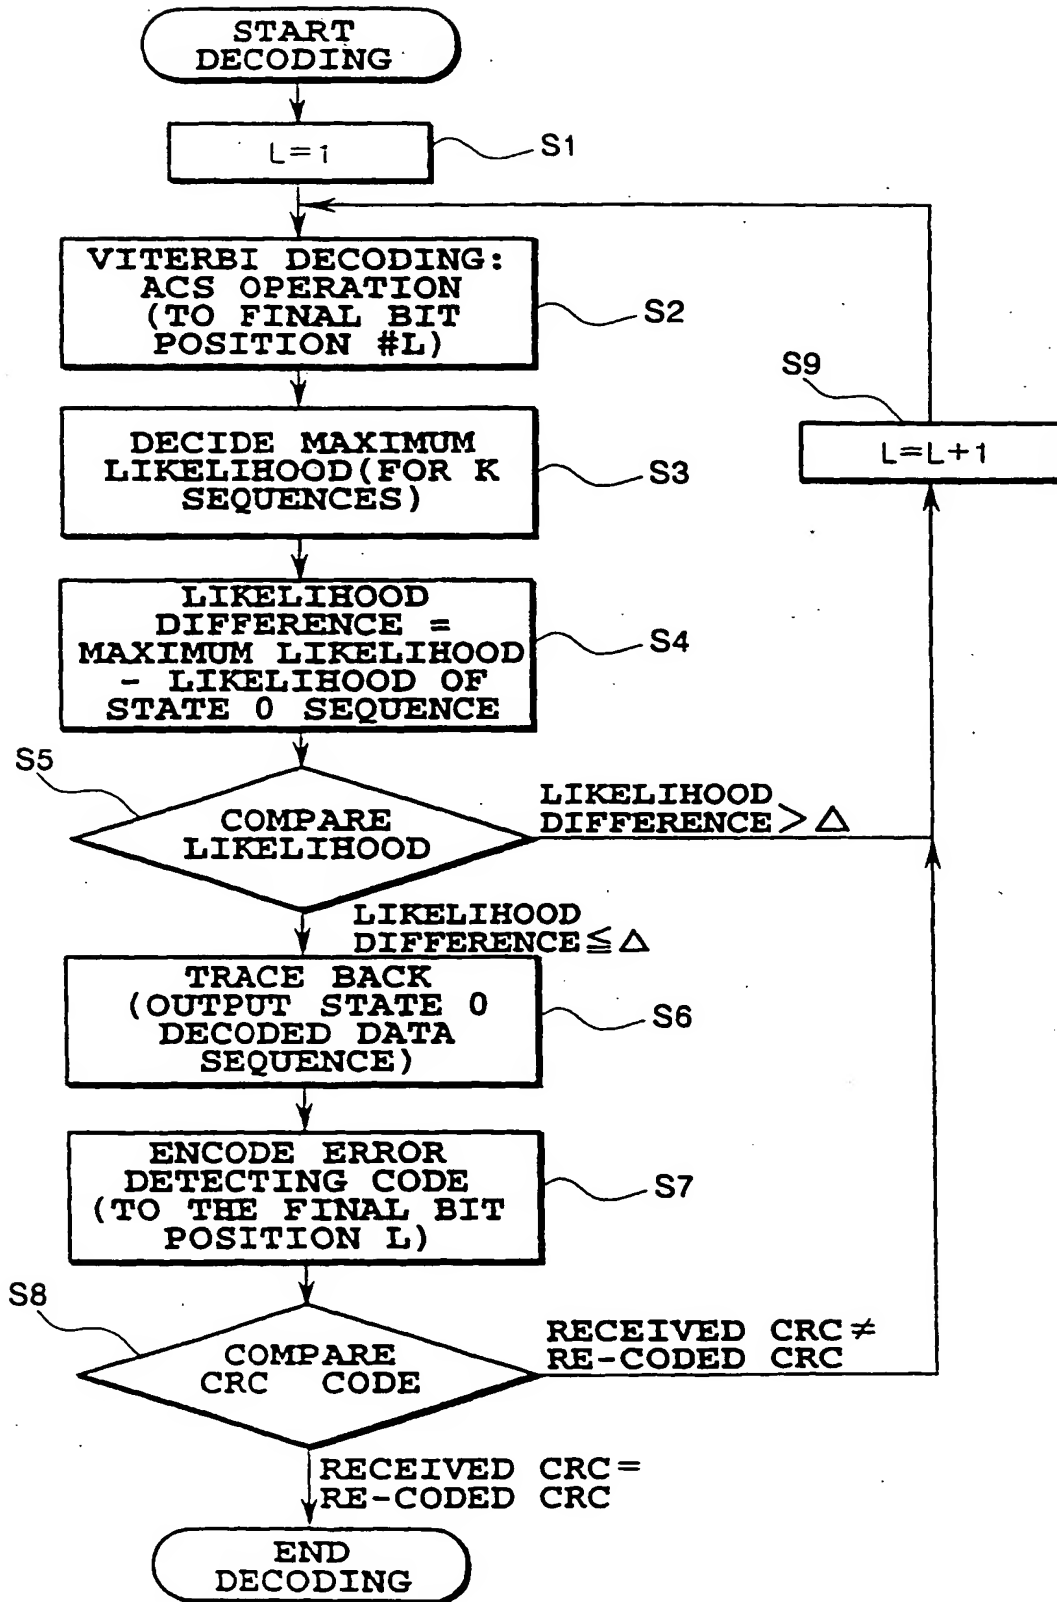 START
DECODING
L=1
S1
VITERBI DECODING:
ACS OPERATION
(TO FINAL BIT
POSITION #L)
S2
S9
L=L+1
DECIDE MAXIMUM
LIKELIHOOD(FOR K
SEQUENCES)
S3
LIKELIHOOD
DIFFERENCE =
MAXIMUM LIKELIHOOD
- LIKELIHOOD OF
STATE 0 SEQUENCE
S4
S5
COMPARE
LIKELIHOOD
LIKELIHOOD
DIFFERENCE > △
LIKELIHOOD
DIFFERENCE ≦ △
TRACE BACK
(OUTPUT STATE 0
DECODED DATA
SEQUENCE)
S6
ENCODE ERROR
DETECTING CODE
(TO THE FINAL BIT
POSITION L)
S7
S8
COMPARE
CRC CODE
RECEIVED CRC ≠
RE-CODED CRC
RECEIVED CRC =
RE-CODED CRC
END
DECODING